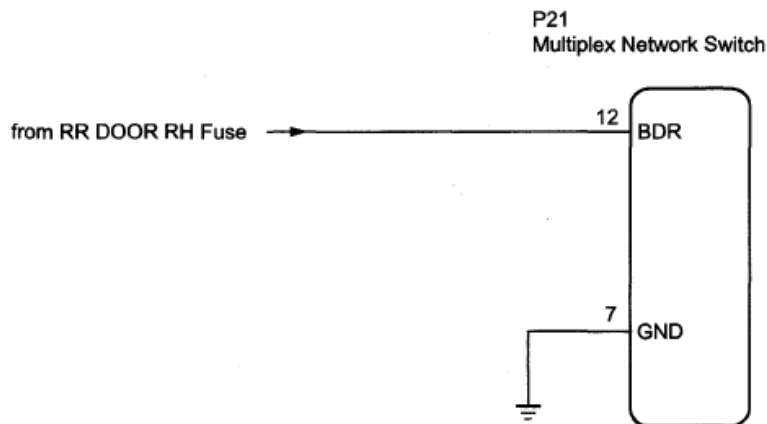 P21
Multiplex Network Switch
from RR DOOR RH Fuse
12
BDR
7
GND